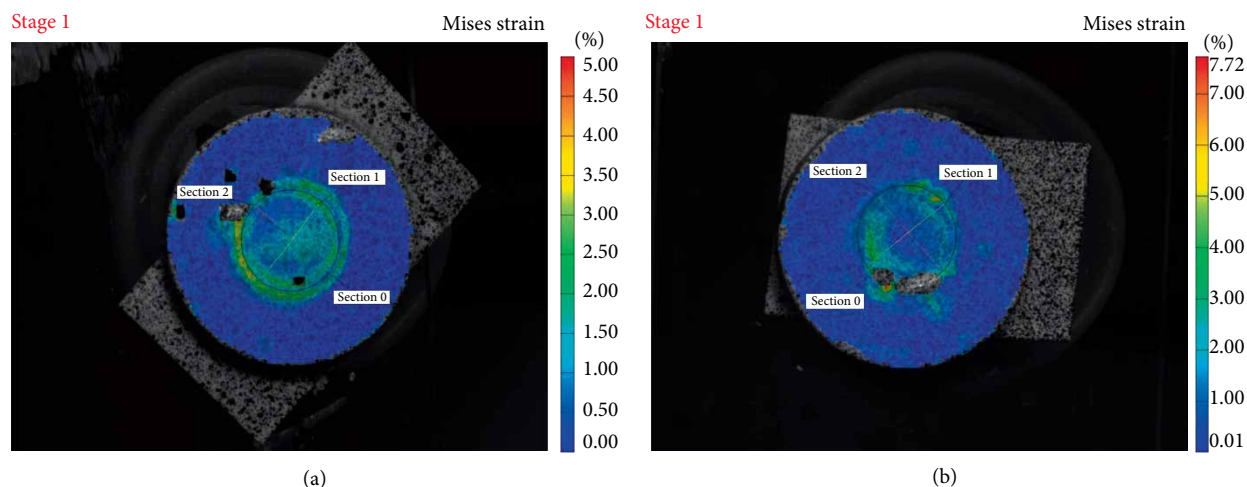 Stage 1
Mises strain
(%)
5.00
4.50
4.00
3.50
3.00
2.50
2.00
1.50
1.00
0.50
0.00
Section 1
Section 2
Section 0
(a)
Stage 1
Mises strain
(%)
7.72
7.00
6.00
5.00
4.00
3.00
2.00
1.00
0.01
Section 2
Section 1
Section 0
(b)